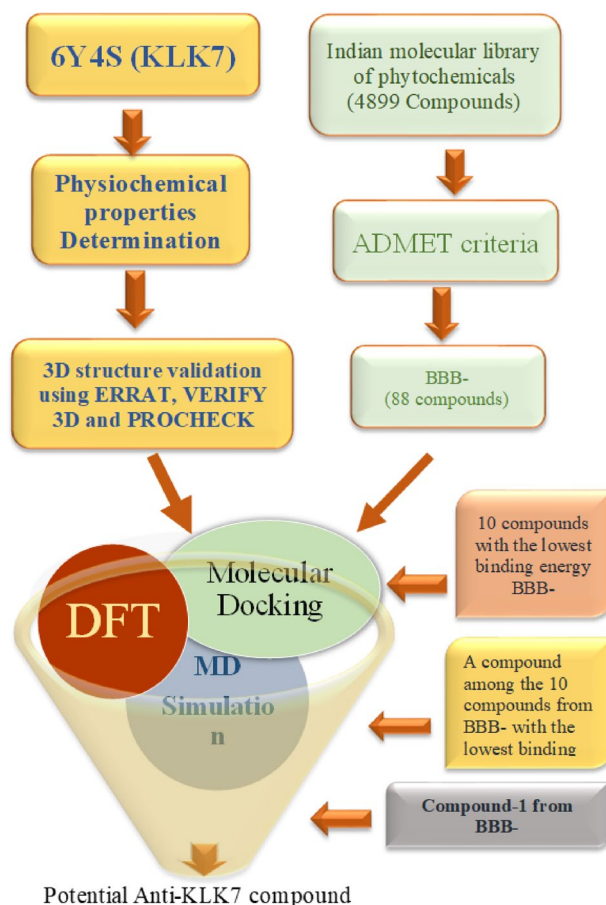 6Y4S (KLK7)
Physiochemical
properties
Determination
3D structure validation
using ERRAT, VERIFY
3D and PROCHECK
Indian molecular library
of phytochemicals
(4899 Compounds)
ADMET criteria
BBB-
(88 compounds)
DFT
Molecular
Docking
MD
Simulatio
n
10 compounds
with the lowest
binding energy
BBB-
A compound
among the 10
compounds from
BBB- with the
lowest binding
Compound-1 from
BBB-
Potential Anti-KLK7 compound